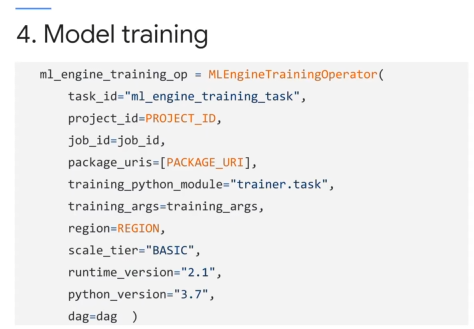 4. Model training
ml_engine_training_op = MLEngineTrainingOperator(
    task_id="ml_engine_training_task",
    project_id=PROJECT_ID,
    job_id=job_id,
    package_uris=[PACKAGE_URI],
    training_python_module="trainer.task",
    training_args=training_args,
    region=REGION,
    scale_tier="BASIC",
    runtime_version="2.1",
    python_version="3.7",
    dag=dag  )